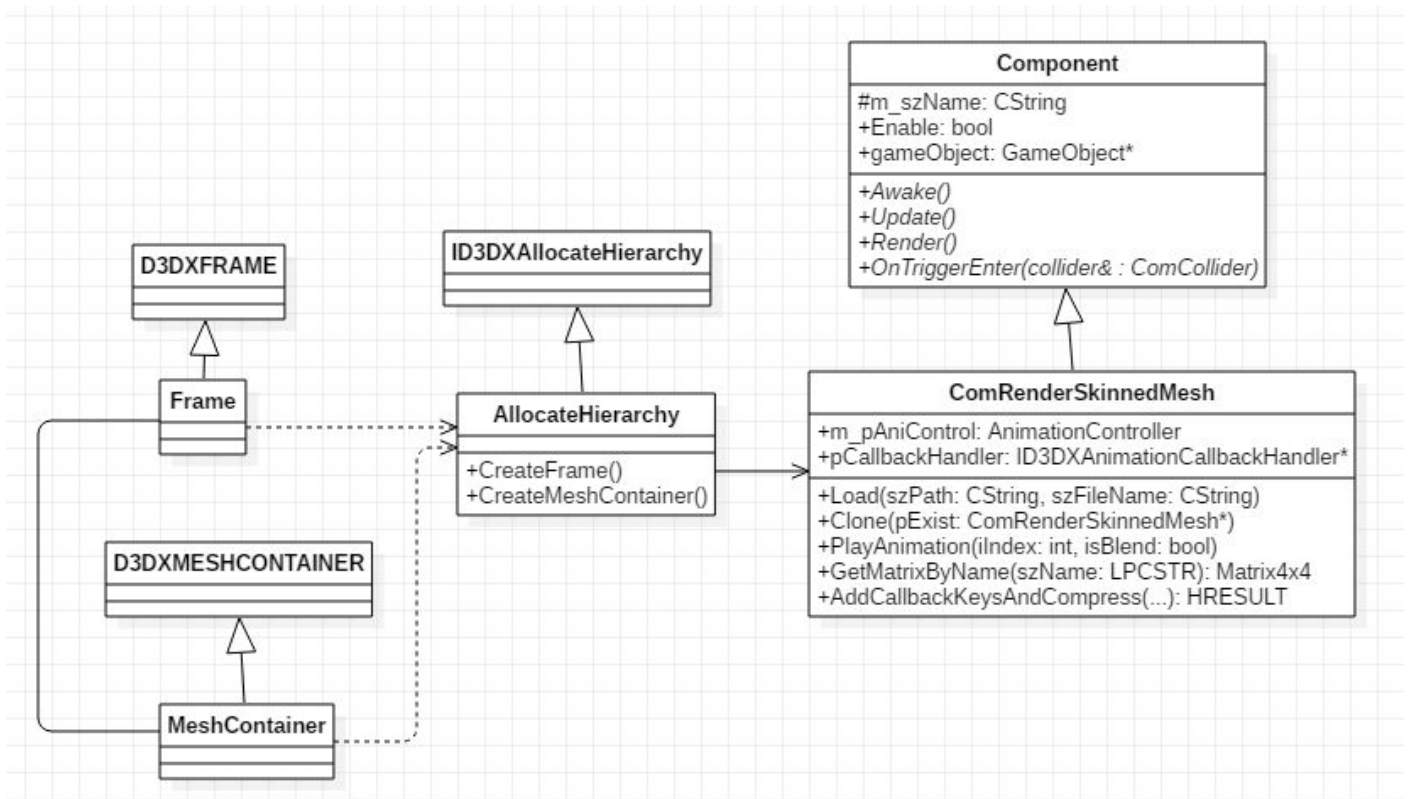 Component
#m_szName: CString
+Enable: bool
+gameObject: GameObject*
+Awake()
+Update()
+Render()
+OnTriggerEnter(collider& : ComCollider)
ID3DXAllocateHierarchy
D3DXFRAME
Frame
AllocateHierarchy
+CreateFrame()
+CreateMeshContainer()
ComRenderSkinnedMesh
+m_pAniControl: AnimationController
+pCallbackHandler: ID3DXAnimationCallbackHandler*
+Load(szPath: CString, szFileName: CString)
+Clone(pExist: ComRenderSkinnedMesh*)
+PlayAnimation(iIndex: int, isBlend: bool)
+GetMatrixByName(szName: LPCSTR): Matrix4x4
+AddCallbackKeysAndCompress(...): HRESULT
D3DXMESHCONTAINER
MeshContainer